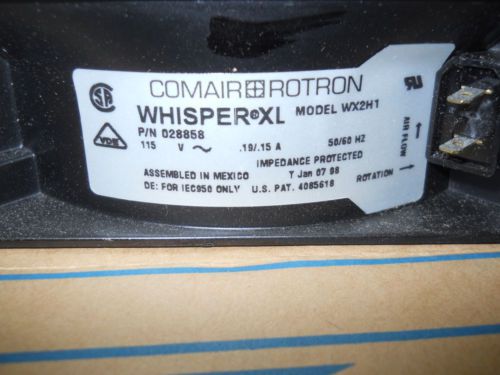 COMAIR ROTRON
WHISPER®XL MODEL WX2H1
P/N 028858
115 V ~ .19/.15 A 50/60 HZ
IMPEDANCE PROTECTED
ASSEMBLED IN MEXICO T Jan 07 98
DE: FOR IEC950 ONLY U.S. PAT. 4085618
VDE
AIR FLOW
ROTATION